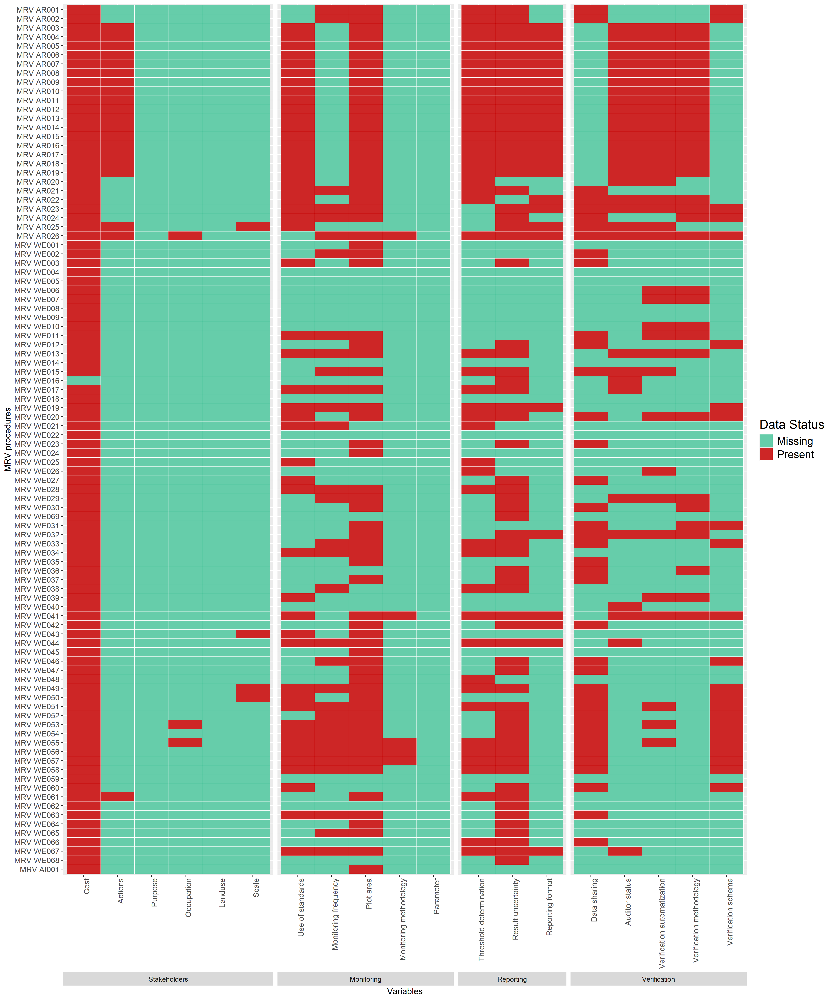 MRV AR001
MRV AR002
MRV AR003
MRV AR004
MRV AR005
MRV AR006
MRV AR007
MRV AR008
MRV AR009
MRV AR010
MRV AR011
MRV AR012
MRV AR013
MRV AR014
MRV AR015
MRV AR016
MRV AR017
MRV AR018
MRV AR019
MRV AR020
MRV AR021
MRV AR022
MRV AR023
MRV AR024
MRV AR025
MRV AR026
MRV WE001
MRV WE002
MRV WE003
MRV WE004
MRV WE005
MRV WE006
MRV WE007
MRV WE008
MRV WE009
MRV WE010
MRV WE011
MRV WE012
MRV WE013
MRV WE014
MRV WE015
MRV WE016
MRV WE017
MRV WE018
MRV WE019
MRV WE020
MRV WE021
MRV WE022
MRV WE023
MRV WE024
MRV WE025
MRV WE026
MRV WE027
MRV WE028
MRV WE029
MRV WE030
MRV WE069
MRV WE031
MRV WE032
MRV WE033
MRV WE034
MRV WE035
MRV WE036
MRV WE037
MRV WE038
MRV WE039
MRV WE040
MRV WE041
MRV WE042
MRV WE043
MRV WE044
MRV WE045
MRV WE046
MRV WE047
MRV WE048
MRV WE049
MRV WE050
MRV WE051
MRV WE052
MRV WE053
MRV WE054
MRV WE055
MRV WE056
MRV WE057
MRV WE058
MRV WE059
MRV WE060
MRV WE061
MRV WE062
MRV WE063
MRV WE064
MRV WE065
MRV WE066
MRV WE067
MRV WE068
MRV AI001
MRV procedures
Cost
Actions
Purpose
Occupation
Landuse
Scale
Use of standards
Monitoring frequency
Plot area
Monitoring methodology
Parameter
Threshold determination
Result uncertainty
Reporting format
Data sharing
Auditor status
Verification automatization
Verification methodology
Verification scheme
Stakeholders
Monitoring
Reporting
Verification
Variables
Data Status
Missing
Present